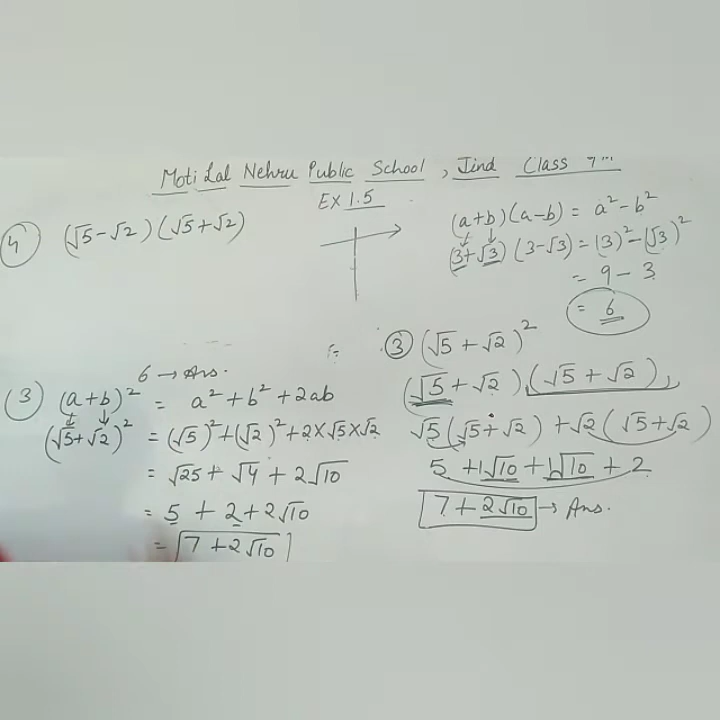 Moti Lal Nehru Public School, Jind Class 9th
EX 1.5
4 (√5-√2)(√5+√2)
(a+b)(a-b) = a²-b²
(3+√3)(3-√3) = (3)²-(√3)²
= 9-3
= 6
6 → Ans.
(3) (a+b)² = a²+b²+2ab
(√5+√2)² = (√5)²+(√2)²+2×√5×√2
= √25+√4+2√10
= 5+2+2√10
= 7+2√10
3 (√5+√2)²
(√5+√2),(√5+√2),
√5(√5+√2)+√2(√5+√2)
5+1√10+1√10+2
7+2√10 → Ans.